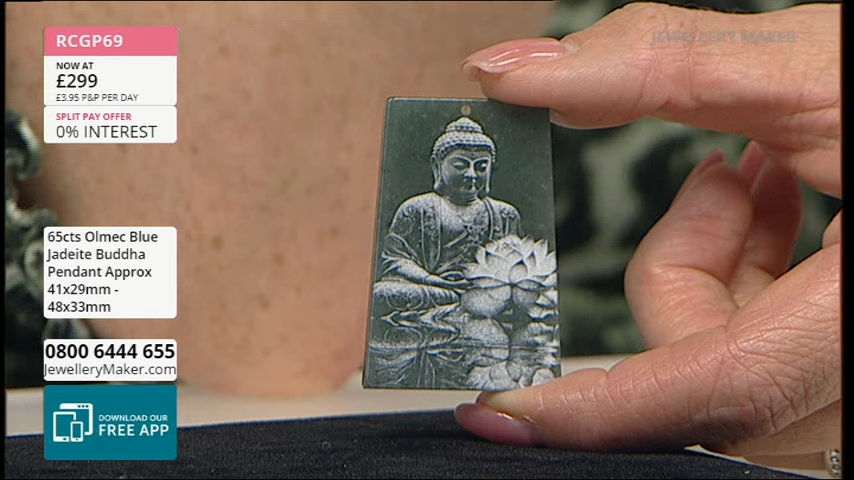 RCGP69
NOW AT
£299
£3.95 P&P PER DAY
SPLIT PAY OFFER
0% INTEREST
65cts Olmec Blue
Jadeite Buddha
Pendant Approx
41x29mm -
48x33mm
0800 6444 655
JewelleryMaker.com
DOWNLOAD OUR
FREE APP
JEWELLERY MAKER